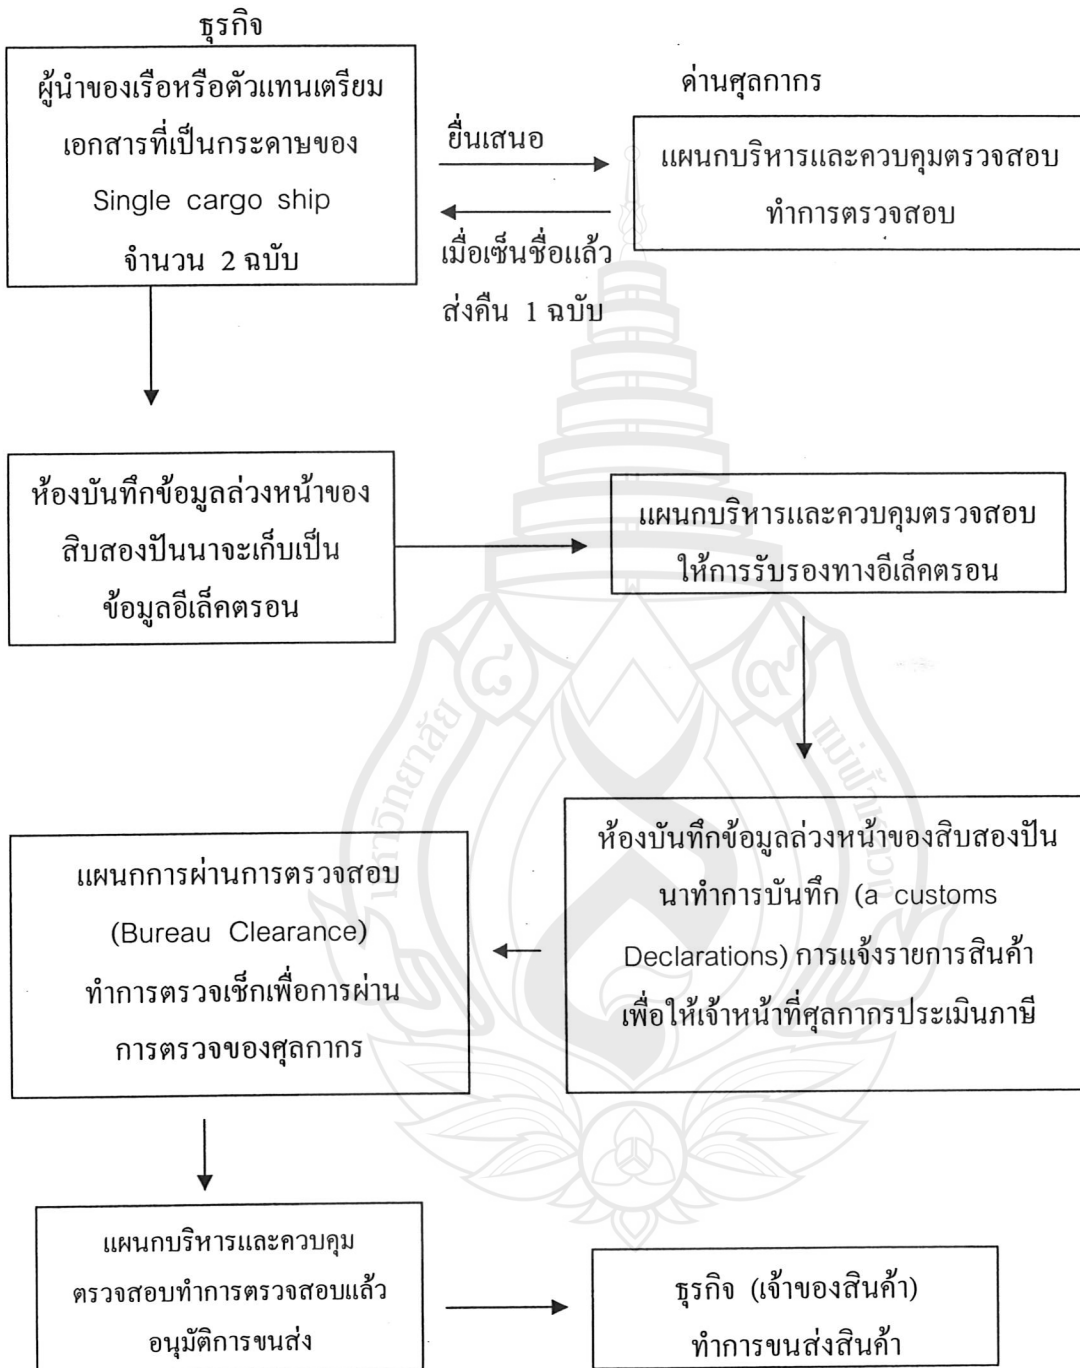 ธุรกิจ
ผู้นำของเรือหรือตัวแทนเตรียม
เอกสารที่เป็นกระดาษของ
Single cargo ship
จำนวน 2 ฉบับ
ยื่นเสนอ
เมื่อเซ็นชื่อแล้ว
ส่งคืน 1 ฉบับ
ด่านศุลกากร
แผนกบริหารและควบคุมตรวจสอบ
ทำการตรวจสอบ
ห้องบันทึกข้อมูลล่วงหน้าของ
สิบสองปันนาจะเก็บเป็น
ข้อมูลอีเล็คตรอน
แผนกบริหารและควบคุมตรวจสอบ
ให้การรับรองทางอีเล็คตรอน
ห้องบันทึกข้อมูลล่วงหน้าของสิบสองปัน
นาทำการบันทึก (a customs
Declarations) การแจ้งรายการสินค้า
เพื่อให้เจ้าหน้าที่ศุลกากรประเมินภาษี
แผนกการผ่านการตรวจสอบ
(Bureau Clearance)
ทำการตรวจเช็กเพื่อการผ่าน
การตรวจของศุลกากร
แผนกบริหารและควบคุม
ตรวจสอบทำการตรวจสอบแล้ว
อนุมัติการขนส่ง
ธุรกิจ (เจ้าของสินค้า)
ทำการขนส่งสินค้า
มหาวิทยาลัย
แม่ฟ้าหลวง
๘
๙